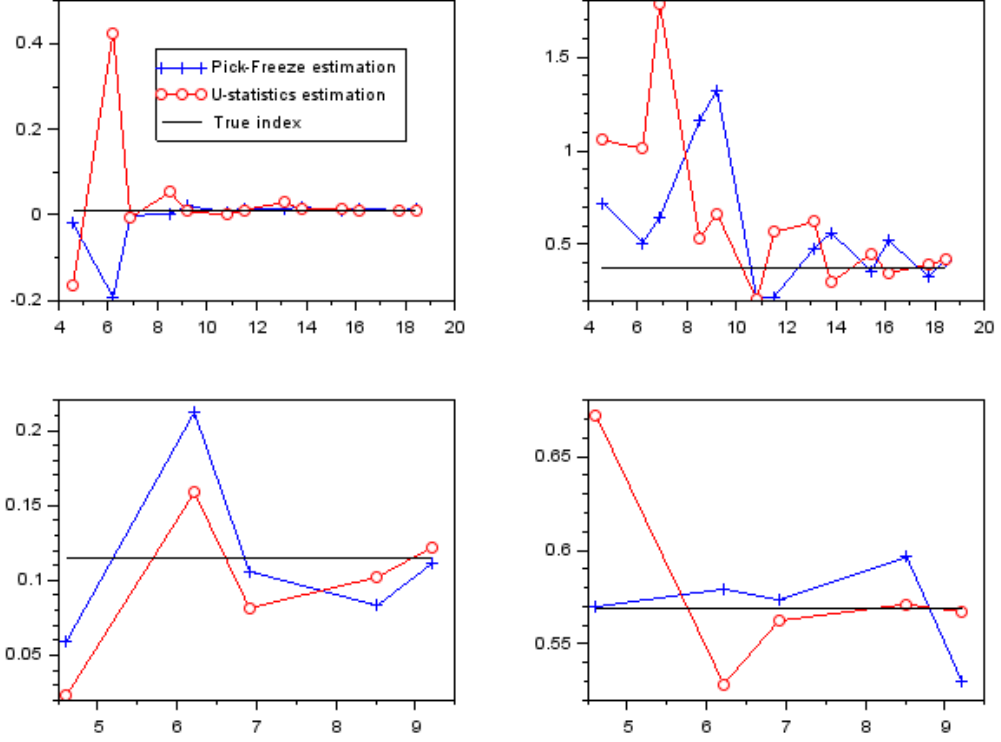 0.4
0.2
0
-0.2
4 6 8 10 12 14 16 18 20
Pick-Freeze estimation
U-statistics estimation
True index
1.5
1
0.5
4 6 8 10 12 14 16 18 20
0.2
0.15
0.1
0.05
5 6 7 8 9
0.65
0.6
0.55
5 6 7 8 9